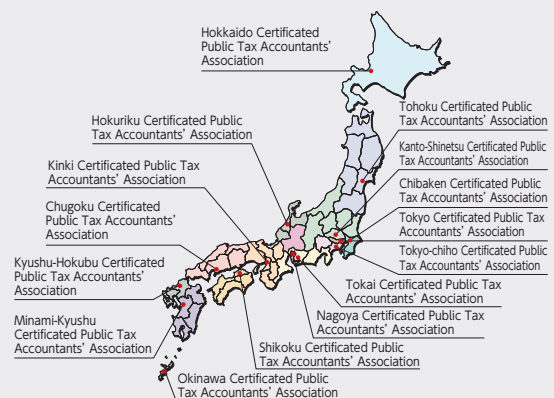 Hokkaido Certificated
Public Tax Accountants'
Association
Hokuriku Certificated Public
Tax Accountants' Association
Kinki Certificated Public Tax
Accountants' Association
Chugoku Certificated
Public Tax Accountants'
Association
Kyushu-Hokubu Certificated
Public Tax Accountants'
Association
Minami-Kyushu
Certificated Public Tax
Accountants' Association
Tohoku Certificated Public
Tax Accountants' Association
Kanto-Shinetsu Certificated Public
Tax Accountants' Association
Chibaken Certificated Public
Tax Accountants' Association
Tokyo Certificated Public Tax
Accountants' Association
Tokyo-chiho Certificated Public
Tax Accountants' Association
Tokai Certificated Public Tax
Accountants' Association
Nagoya Certificated Public Tax
Accountants' Association
Shikoku Certificated Public
Tax Accountants' Association
Okinawa Certificated Public
Tax Accountants' Association